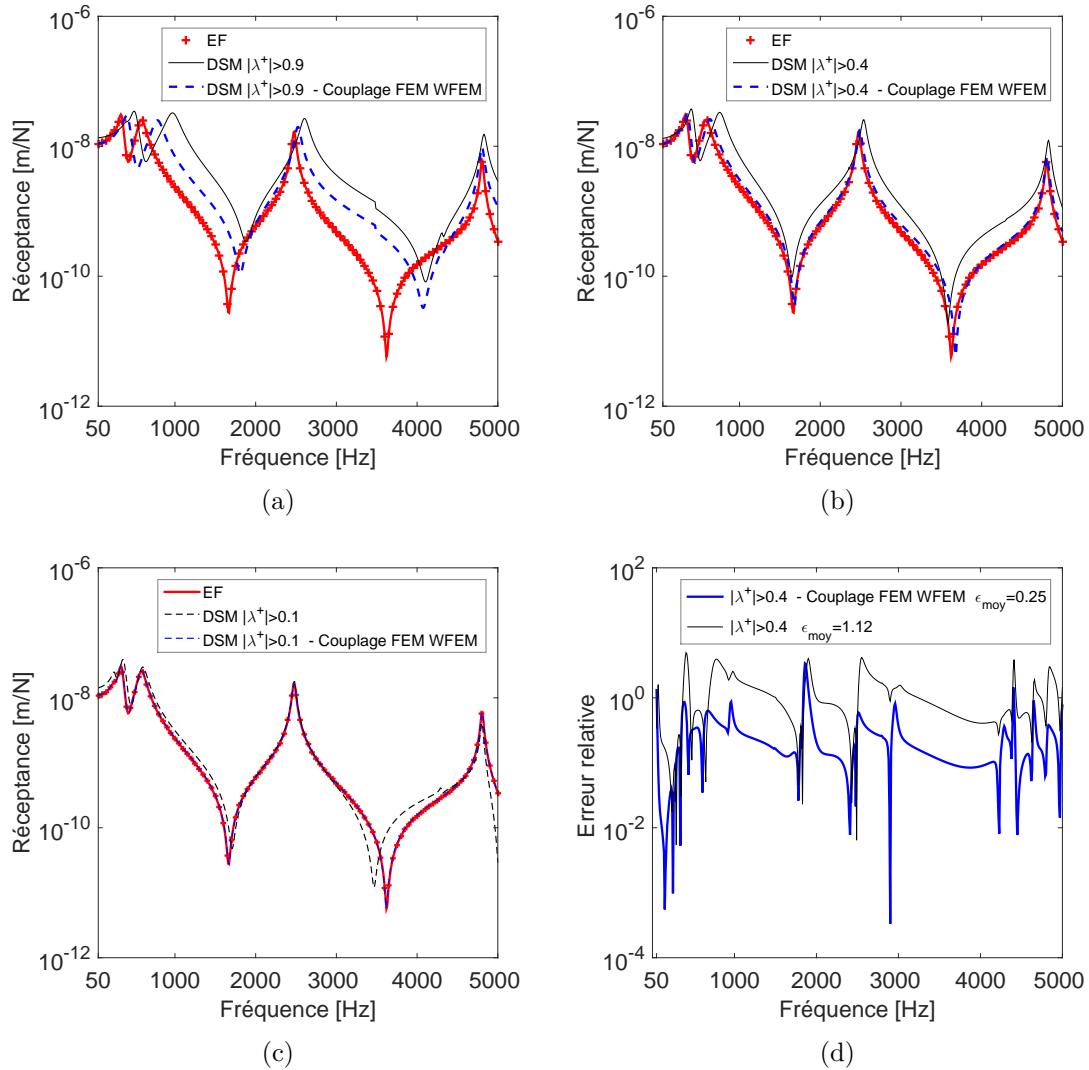 10^-6
10^-8
10^-10
10^-12
Réceptance [m/N]
EF
DSM |λ^+|>0.9
DSM |λ^+|>0.9 - Couplage FEM WFEM
50 1000 2000 3000 4000 5000
Fréquence [Hz]
(a)
10^-6
10^-8
10^-10
10^-12
Réceptance [m/N]
EF
DSM |λ^+|>0.4
DSM |λ^+|>0.4 - Couplage FEM WFEM
50 1000 2000 3000 4000 5000
Fréquence [Hz]
(b)
10^-6
10^-8
10^-10
10^-12
Réceptance [m/N]
EF
DSM |λ^+|>0.1
DSM |λ^+|>0.1 - Couplage FEM WFEM
50 1000 2000 3000 4000 5000
Fréquence [Hz]
(c)
10^2
10^0
10^-2
10^-4
Erreur relative
|λ^+|>0.4 - Couplage FEM WFEM ϵ_moy=0.25
|λ^+|>0.4 ϵ_moy=1.12
50 1000 2000 3000 4000 5000
Fréquence [Hz]
(d)